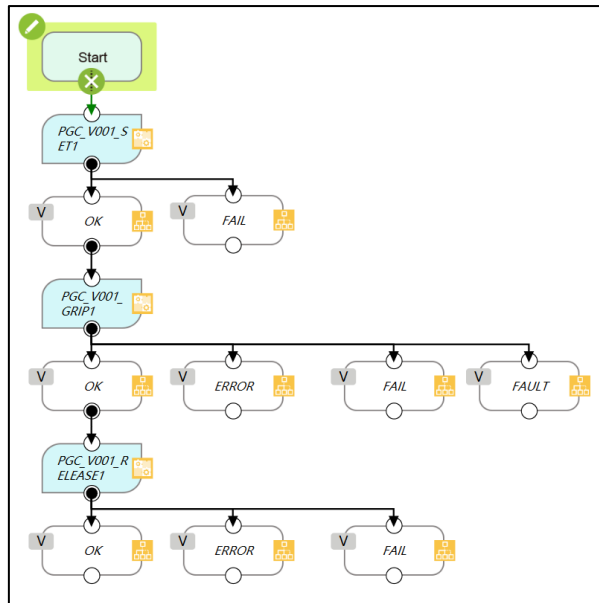 Start
PGC_V001_S
ET1
V
OK
V
FAIL
PGC_V001_
GRIP1
V
OK
V
ERROR
V
FAIL
V
FAULT
PGC_V001_R
ELEASE1
V
OK
V
ERROR
V
FAIL